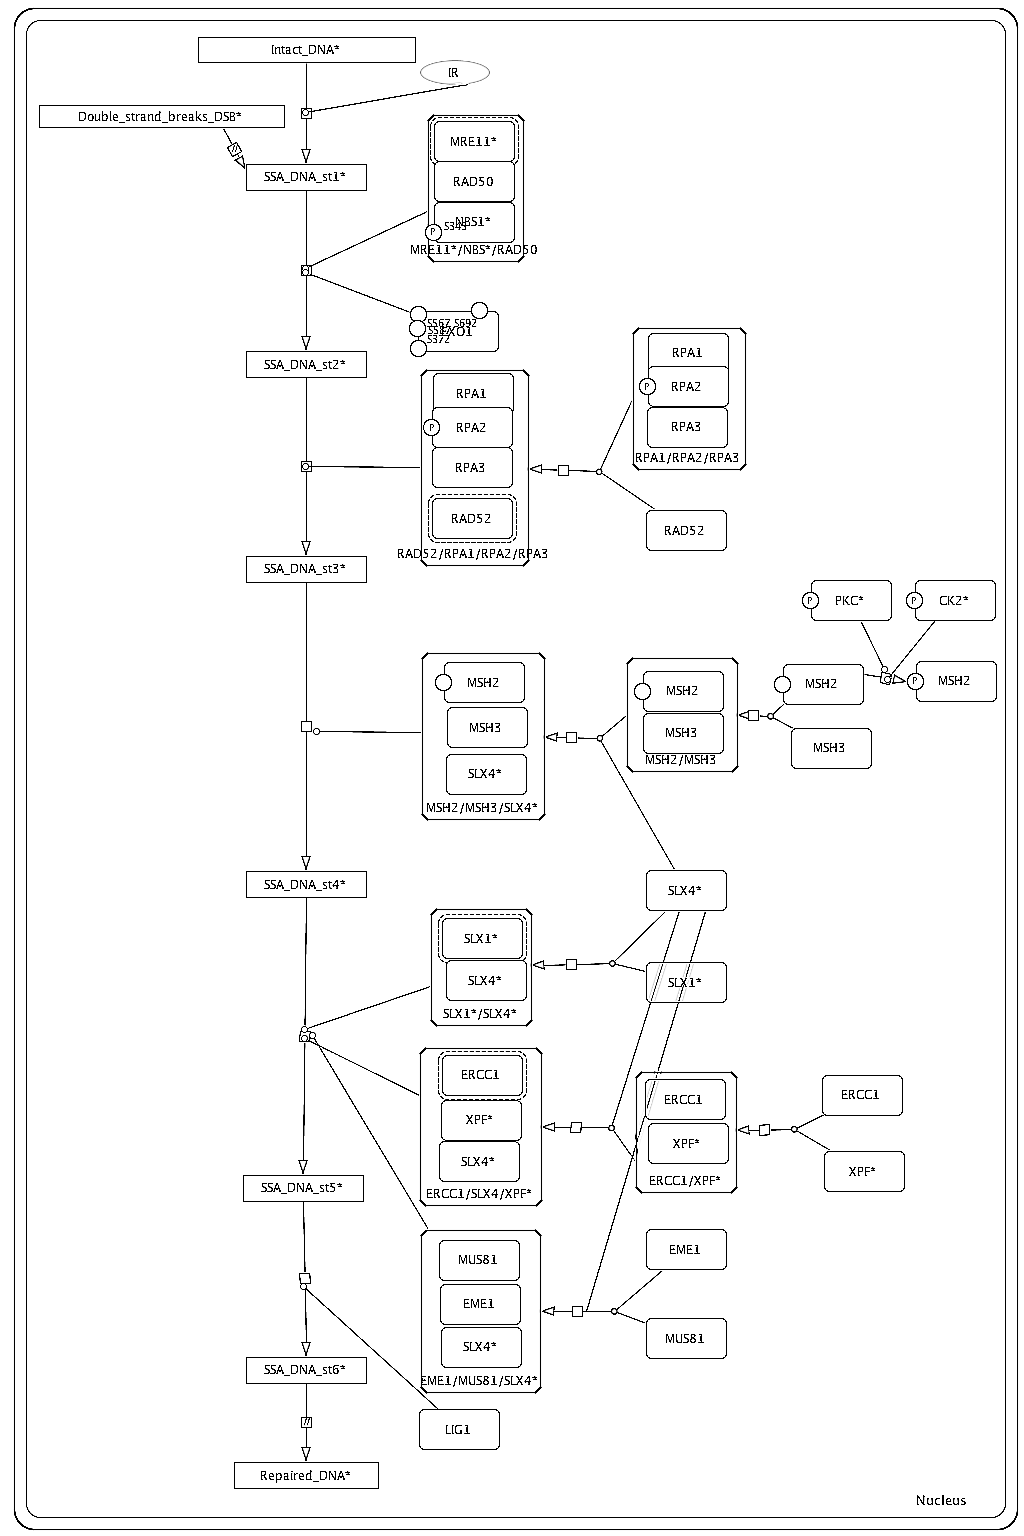 Intact_DNA*
IR
Double_strand_breaks_DSB*
MRE11*
SSA_DNA_st1*
RAD50
NBS1*
P
S343
MRE11*/NBS*/RAD50
S567
S692
EXO1
S372
SSA_DNA_st2*
RPA1
P
RPA2
RPA3
RPA1/RPA2/RPA3
RPA1
P
RPA2
RPA3
RAD52
RAD52/RPA1/RPA2/RPA3
RAD52
SSA_DNA_st3*
P
PKC*
P
CK2*
MSH2
MSH3
SLX4*
MSH2/MSH3/SLX4*
MSH2
MSH3
MSH2/MSH3
MSH2
P
MSH2
MSH3
SSA_DNA_st4*
SLX4*
SLX1*
SLX4*
SLX1*/SLX4*
SLX1*
ERCC1
XPF*
SLX4*
ERCC1/SLX4/XPF*
ERCC1
XPF*
ERCC1/XPF*
ERCC1
XPF*
SSA_DNA_st5*
MUS81
EME1
SLX4*
EME1/MUS81/SLX4*
EME1
MUS81
SSA_DNA_st6*
LIG1
Repaired_DNA*
Nucleus